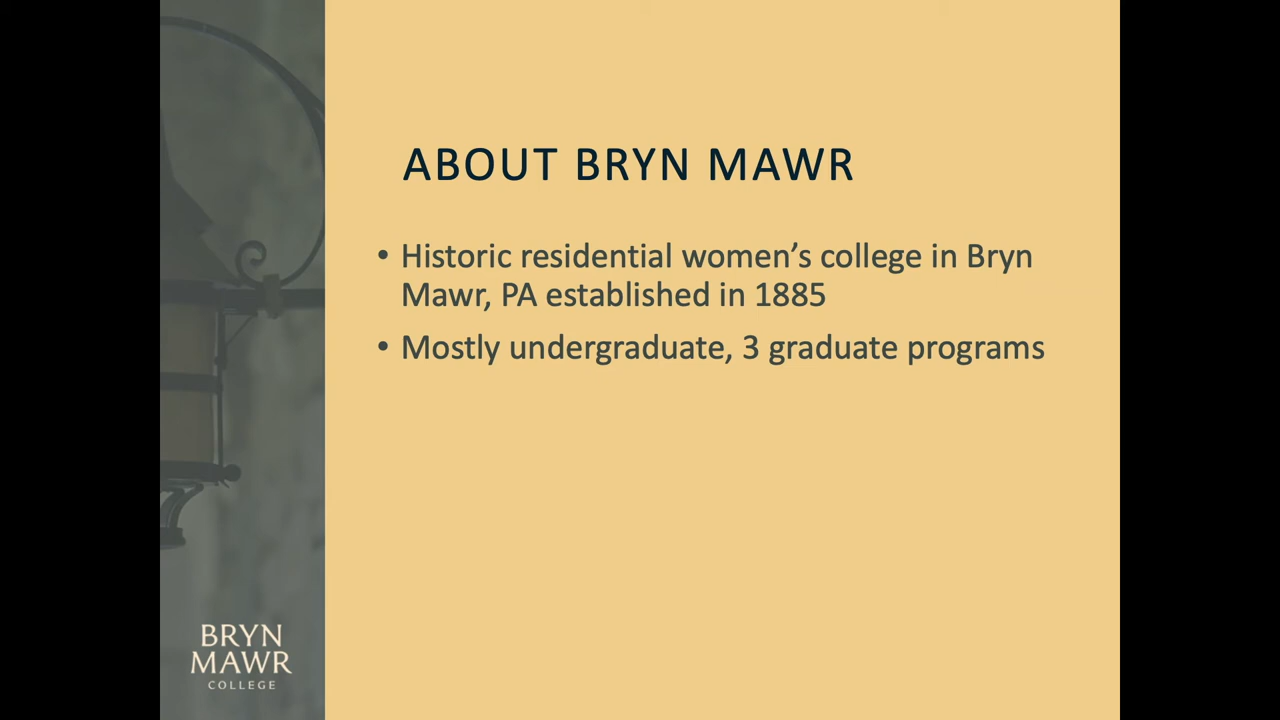 ABOUT BRYN MAWR
• Historic residential women’s college in Bryn
Mawr, PA established in 1885
• Mostly undergraduate, 3 graduate programs
BRYN
MAWR
COLLEGE